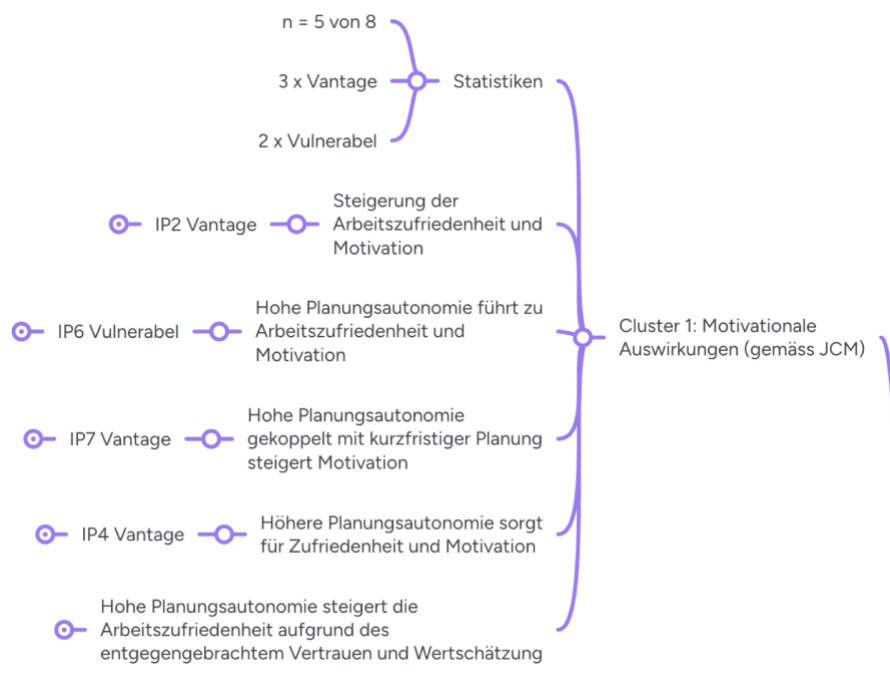 n = 5 von 8
3 x Vantage
Statistiken
2 x Vulnerabel
Steigerung der
IP2 Vantage
Arbeitszufriedenheit und
Motivation
Hohe Planungsautonomie führt zu
IP6 Vulnerabel
Arbeitszufriedenheit und
Motivation
Cluster 1: Motivationale
Auswirkungen (gemäss JCM)
Hohe Planungsautonomie
IP7 Vantage
gekoppelt mit kurzfristiger Planung
steigert Motivation
IP4 Vantage
Höhere Planungsautonomie sorgt
für Zufriedenheit und Motivation
Hohe Planungsautonomie steigert die
Arbeitszufriedenheit aufgrund des
entgegengebrachtem Vertrauen und Wertschätzung